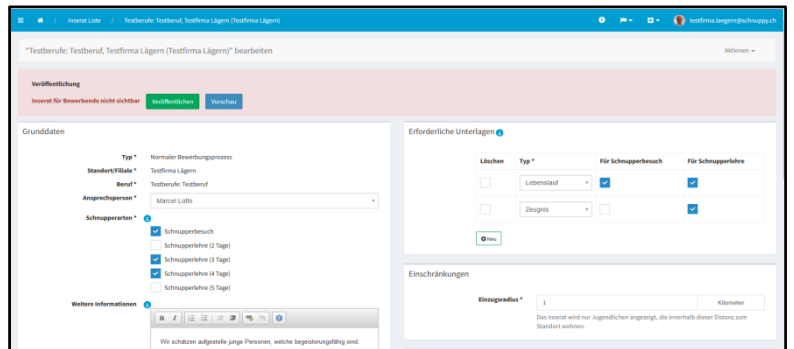 / Inserat Liste / Testberufe: Testberuf, Testfirma Lägern (Testfirma Lägern)
testfirma.laegern@schnuppy.ch
"Testberufe: Testberuf, Testfirma Lägern (Testfirma Lägern)" bearbeiten
Aktionen
Veröffentlichung
Inserat für Bewerbende nicht sichtbar Veröffentlichen Vorschau
Grunddaten
Typ * Normaler Bewerbungsprozess
Standort/Filiale * Testfirma Lägern
Beruf * Testberufe: Testberuf
Ansprechsperson * Marcel Lüthi
Schnupperarten *
Schnupperbesuch
Schnupperlehre (2 Tage)
Schnupperlehre (3 Tage)
Schnupperlehre (4 Tage)
Schnupperlehre (5 Tage)
Weitere Informationen
B I
Wir schätzen aufgestelle junge Personen, welche begeisterungsfähig sind
Erforderliche Unterlagen
Löschen Typ * Für Schnupperbesuch Für Schnupperlehre
Lebenslauf
Zeugnis
Neu
Einschränkungen
Einzugsradius * 1 Kilometer
Das Inserat wird nur Jugendlichen angezeigt, die innerhalb dieser Distanz zum
Standort wohnen.